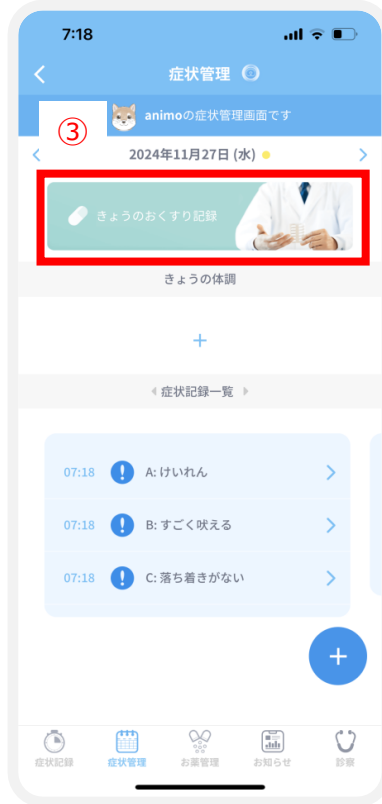 7:18
症状管理
③
animoの症状管理画面です
2024年11月27日 (水)
きょうのおくすり記録
きょうの体調
+
症状記録一覧
07:18 A: けいれん
07:18 B: すごく吠える
07:18 C: 落ち着きがない
+
症状記録 症状管理 お薬管理 お知らせ 診察